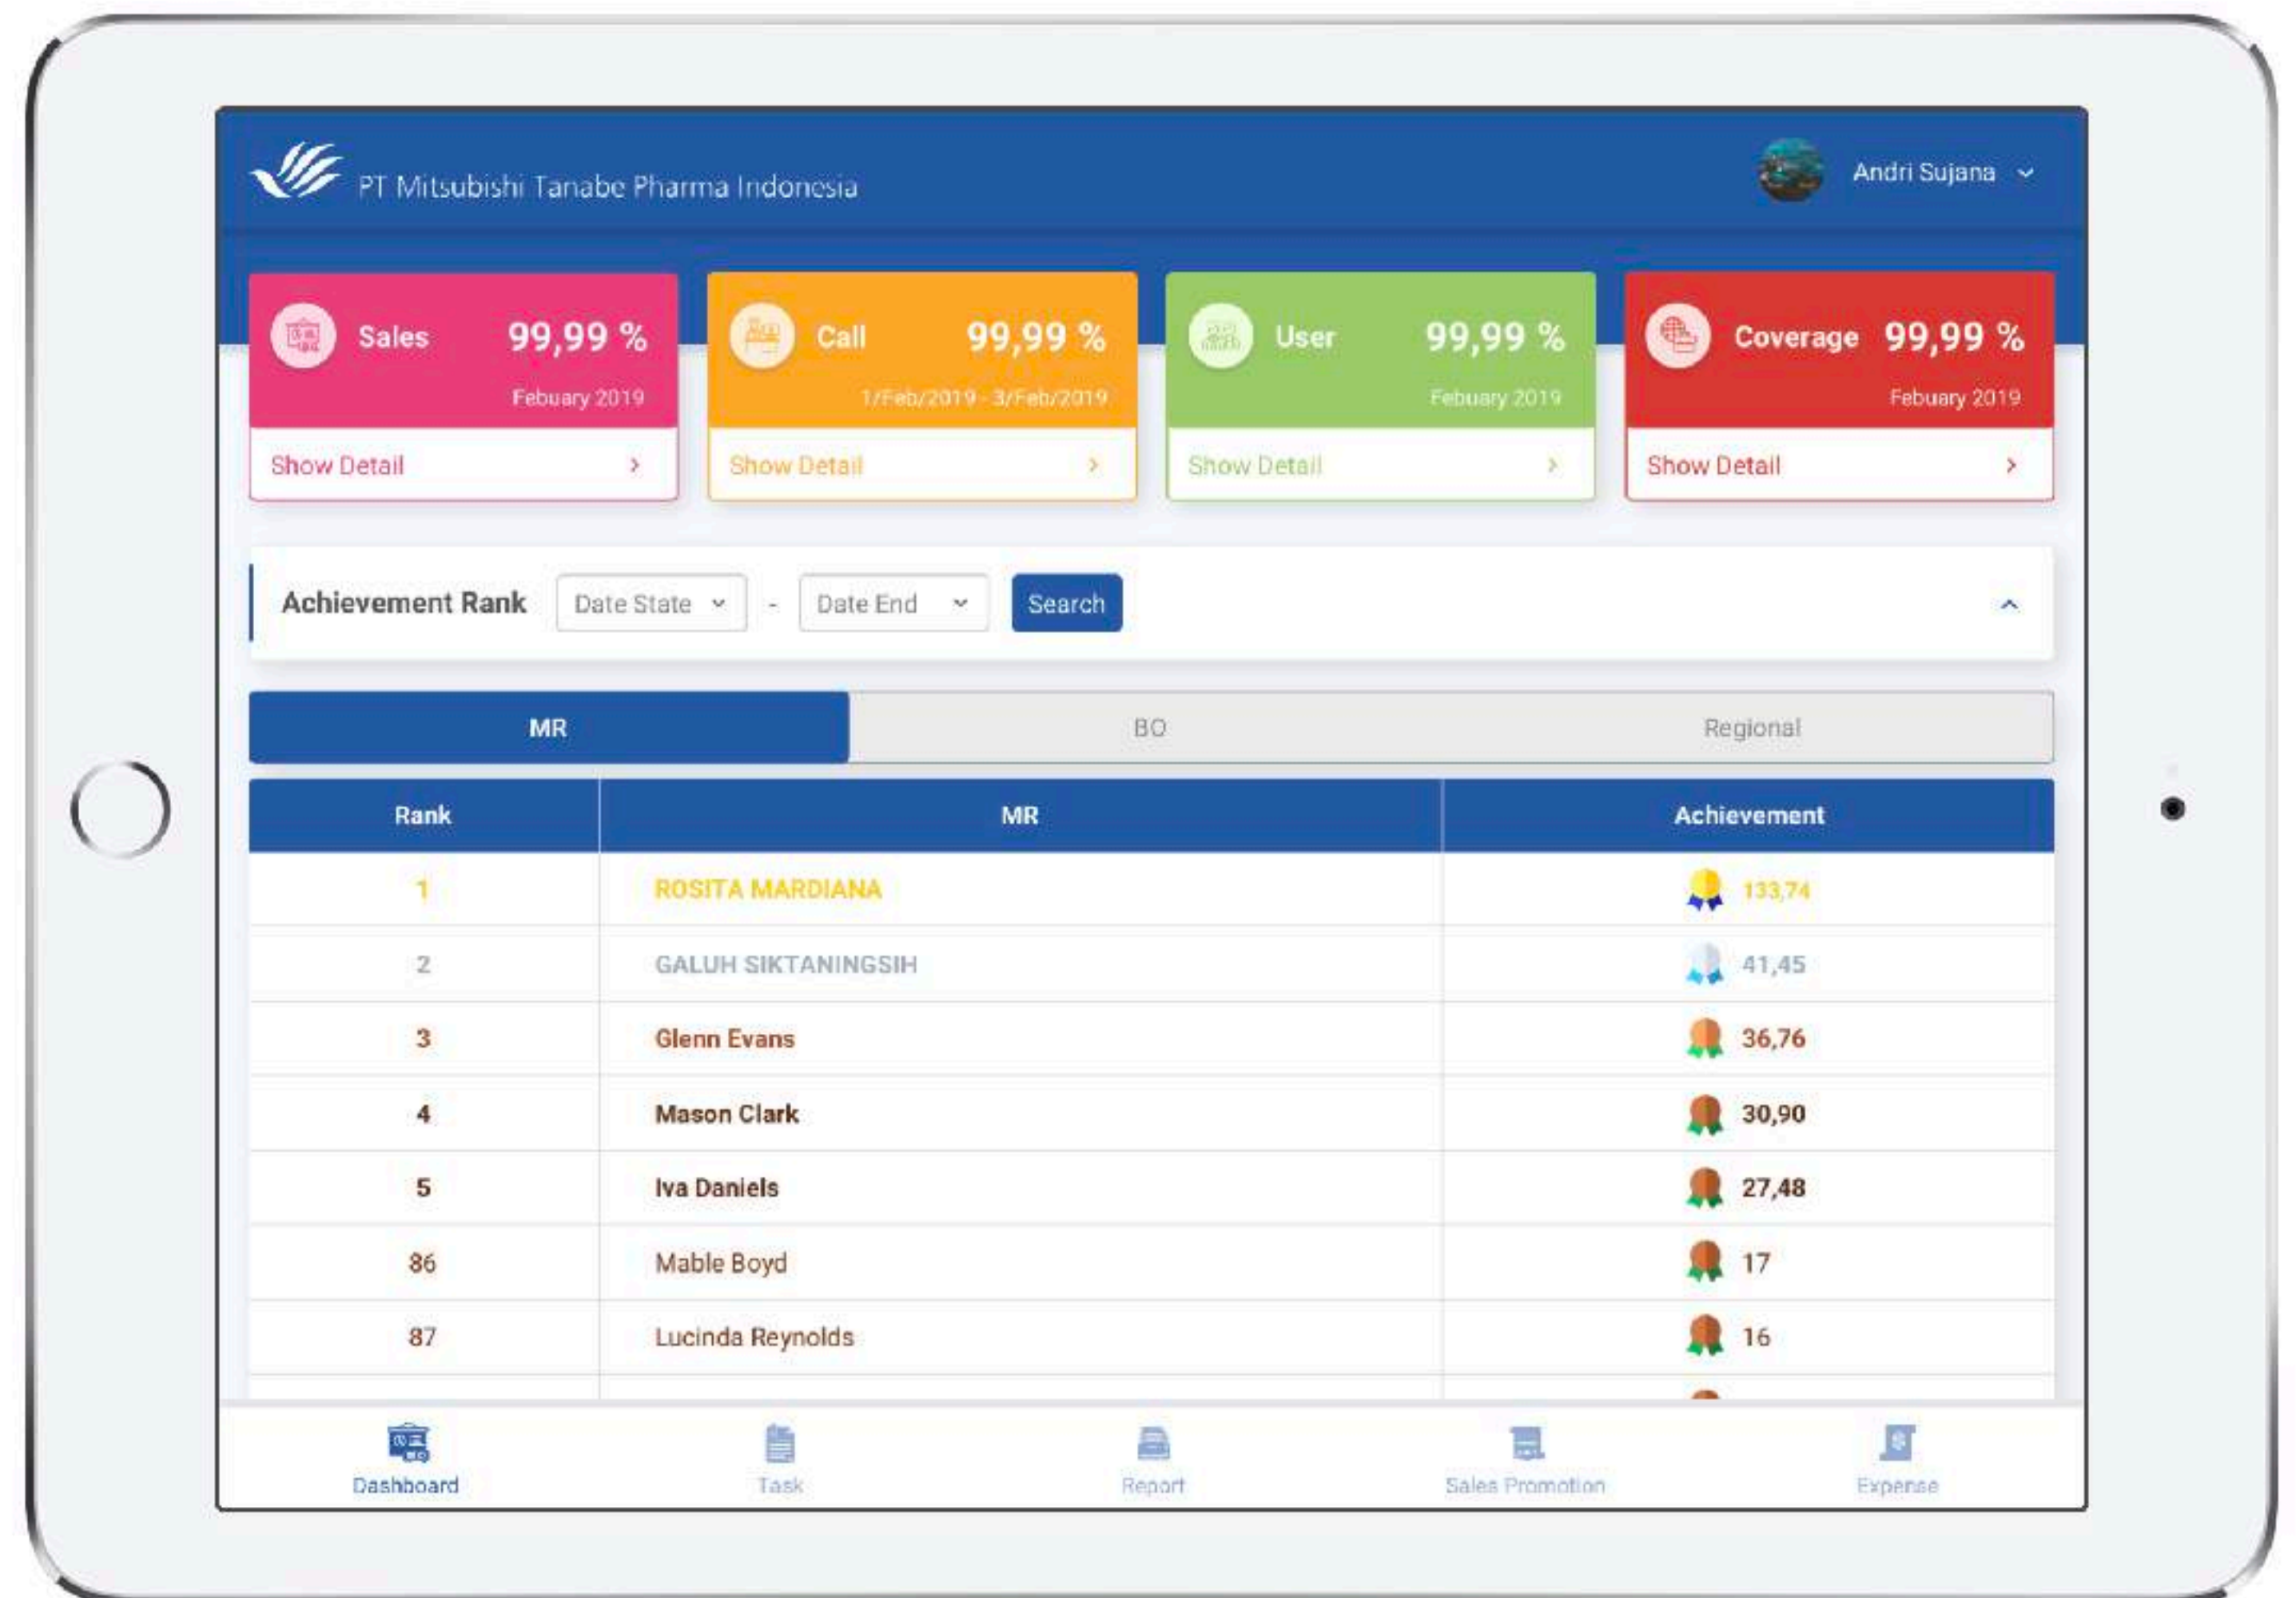 PT Mitsubishi Tanabe Pharma Indonesia
Andri Sujana
Sales 99,99 %
Febuary 2019
Show Detail
Call 99,99 %
1/Feb/2019 - 3/Feb/2019
Show Detail
User 99,99 %
Febuary 2019
Show Detail
Coverage 99,99 %
Febuary 2019
Show Detail
Achievement Rank Date State - Date End Search
MR BO Regional
Rank MR Achievement
1 ROSITA MARDIANA 133,74
2 GALUH SIKTANINGSIH 41,45
3 Glenn Evans 36,76
4 Mason Clark 30,90
5 Iva Daniels 27,48
86 Mable Boyd 17
87 Lucinda Reynolds 16
Dashboard Task Report Sales Promotion Expense